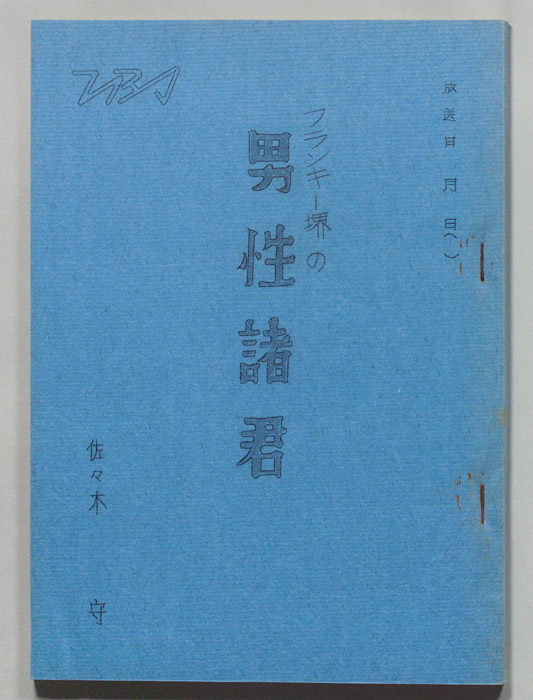 放送日 月 日( )
フランキー堺の
男性諸君
佐々木 守
TBS